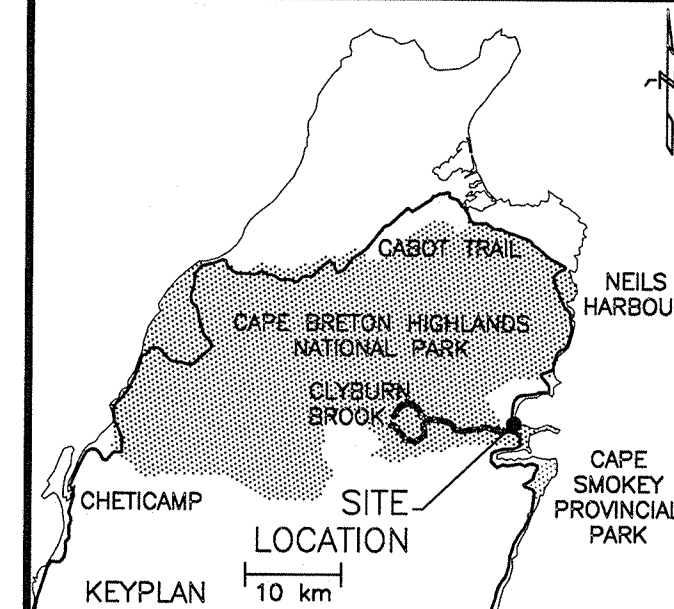 CABOT TRAIL
NEILS
HARBOU
CAPE BRETON HIGHLANDS
NATIONAL PARK
CLYBURN
BROOK
CAPE
SMOKEY
PROVINCIAL
PARK
CHETICAMP
SITE
LOCATION
KEYPLAN
10 km